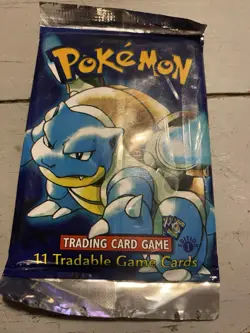 POKéMON
TRADING CARD GAME
11 Tradable Game Cards